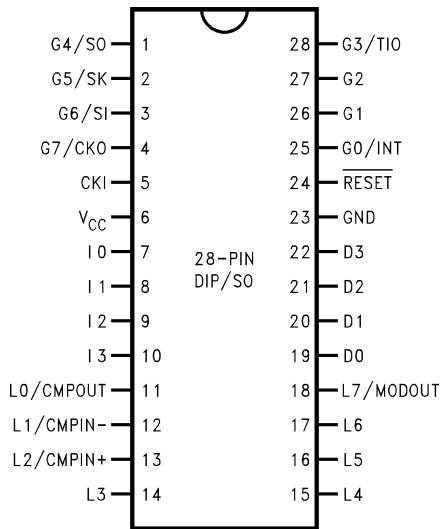 G4/SO 1 28 G3/TIO
G5/SK 2 27 G2
G6/SI 3 26 G1
G7/CKO 4 25 G0/INT
CKI 5 24 RESET
VCC 6 23 GND
I0 7 22 D3
28-PIN
DIP/SO
I1 8 21 D2
I2 9 20 D1
I3 10 19 D0
L0/CMPOUT 11 18 L7/MODOUT
L1/CMPIN- 12 17 L6
L2/CMPIN+ 13 16 L5
L3 14 15 L4